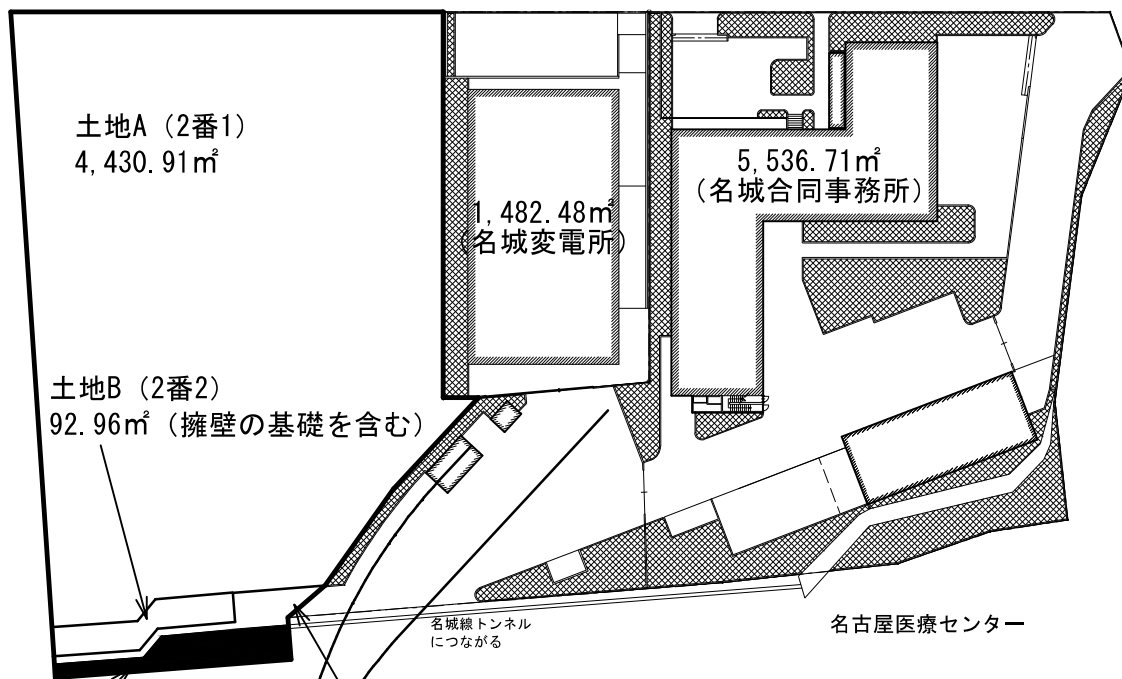 土地A（2番1）
4,430.91㎡
1,482.48㎡
（名城変電所）
5,536.71㎡
（名城合同事務所）
土地B（2番2）
92.96㎡（擁壁の基礎を含む）
名城線トンネル
につながる
名古屋医療センター